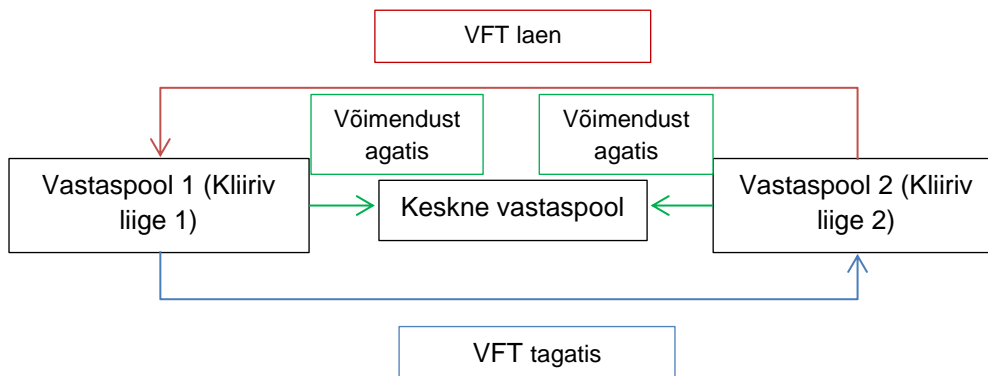 VFT laen
Võimendust
agatis
Võimendust
agatis
Vastaspool 1 (Kliiriv
liige 1)
Keskne vastaspool
Vastaspool 2 (Kliiriv
liige 2)
VFT tagatis